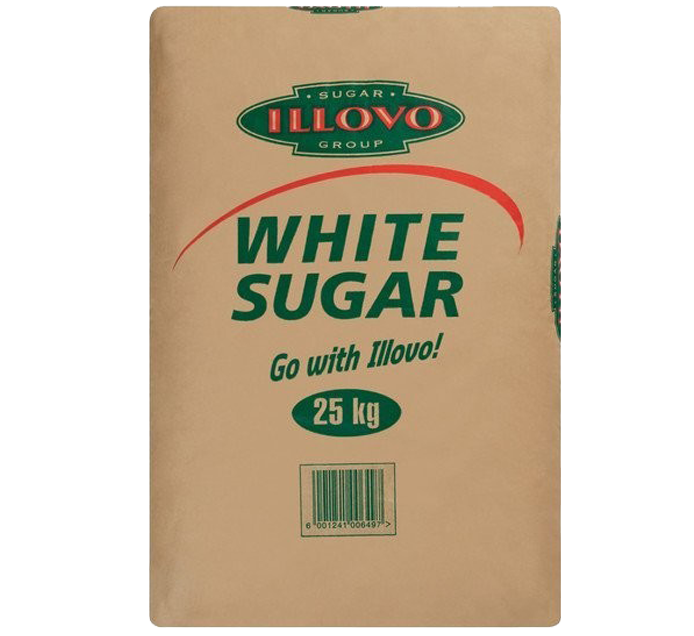 • SUGAR •
ILLOVO
GROUP
WHITE
SUGAR
Go with Illovo!
25 kg
6 001241 006497 >